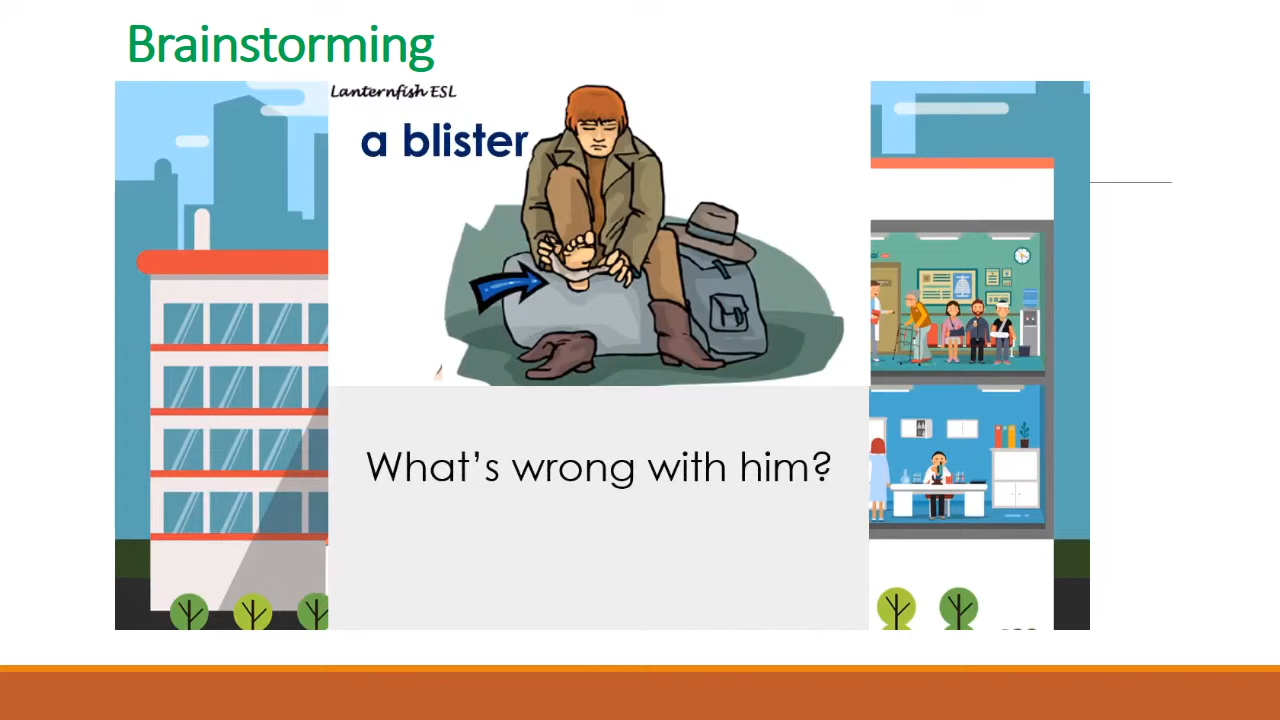 Brainstorming
Lanternfish ESL
a blister
What's wrong with him?